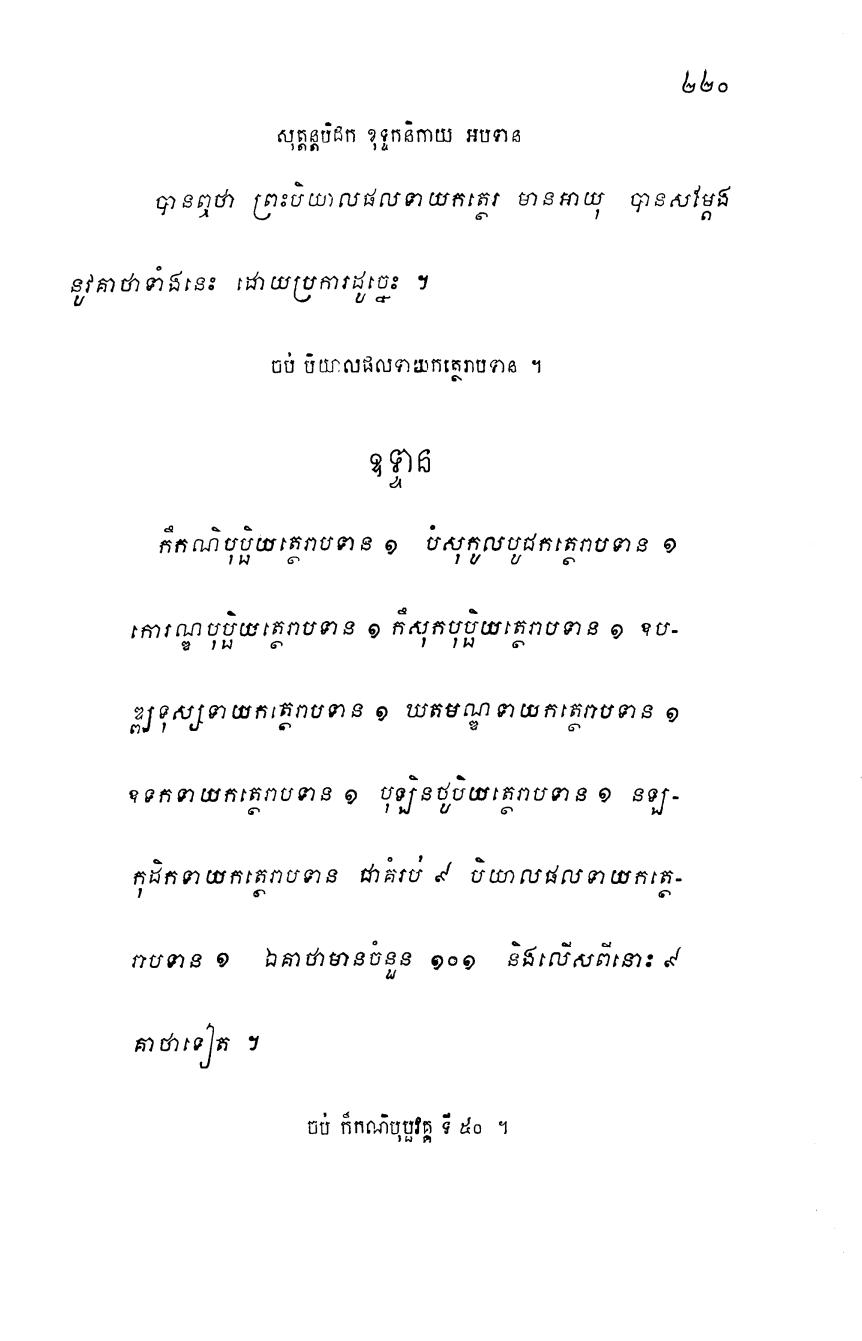 ២២០
សុត្តន្តបិដក ខុទ្ទកនិកាយ អបទាន
បានឮថា ព្រះបិយាលផលទាយកត្ថេរ មានអាយុ បានសម្ដែង
នូវគាថាទាំងនេះ ដោយប្រការដូច្នេះ ។
ចប់ បិយាលផលទាយកត្ថេរាបទាន ។
ឧទ្ទាន
កឹកណិបុប្ផិយត្ថេរាបទាន ១ បំសុកូលបូជកត្ថេរាបទាន ១
កោរណ្ឌបុប្ផិយត្ថេរាបទាន ១ កឹសុកបុប្ផិយត្ថេរាបទាន ១ ឧប-
ឌ្ឍទុស្សទាយកត្ថេរាបទាន ១ ឃតមណ្ឌទាយកត្ថេរាបទាន ១
ឧទកទាយកត្ថេរាបទាន ១ បុឡិនថូបិយត្ថេរាបទាន ១ នឡ-
កុដិកទាយកត្ថេរាបទាន ជាគំរប់ ៩ បិយាលផលទាយកត្ថេ-
រាបទាន ១ ឯគាថាមានចំនួន ១០១ និងលើសពីនោះ ៩
គាថាទៀត ។
ចប់ កឹកណិបុប្ផវគ្គ ទី ៥០ ។